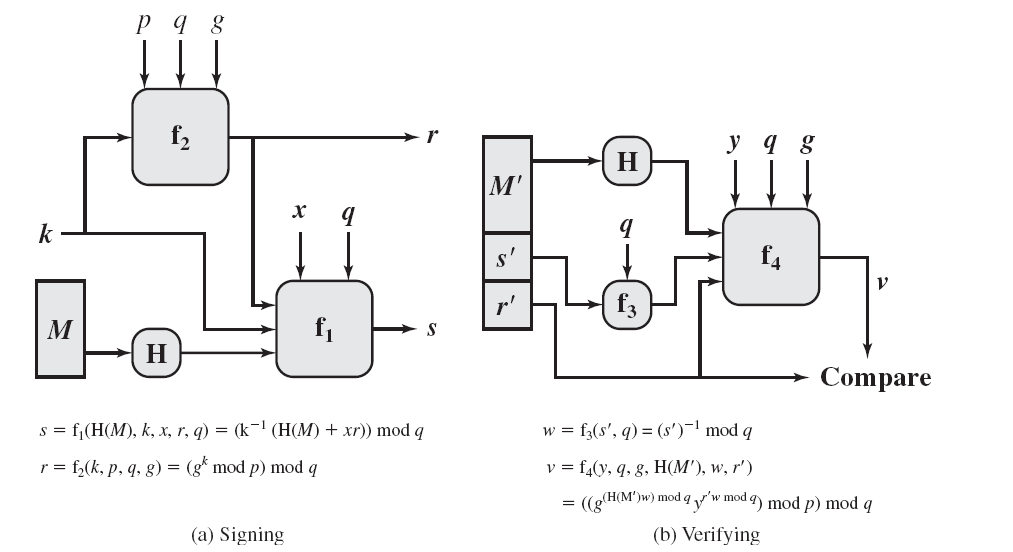 p q g
f₂
r
x q
k
f₁
s
M
H
(a) Signing
s = f₁(H(M), k, x, r, q) = (k⁻¹ (H(M) + xr)) mod q
r = f₂(k, p, q, g) = (gᵏ mod p) mod q
M'
s'
r'
H
q
f₃
y q g
f₄
v
Compare
w = f₃(s', q) = (s')⁻¹ mod q
v = f₄(y, q, g, H(M'), w, r')
= ((g^(H(M')w) mod q y^r'w mod q) mod p) mod q
(b) Verifying